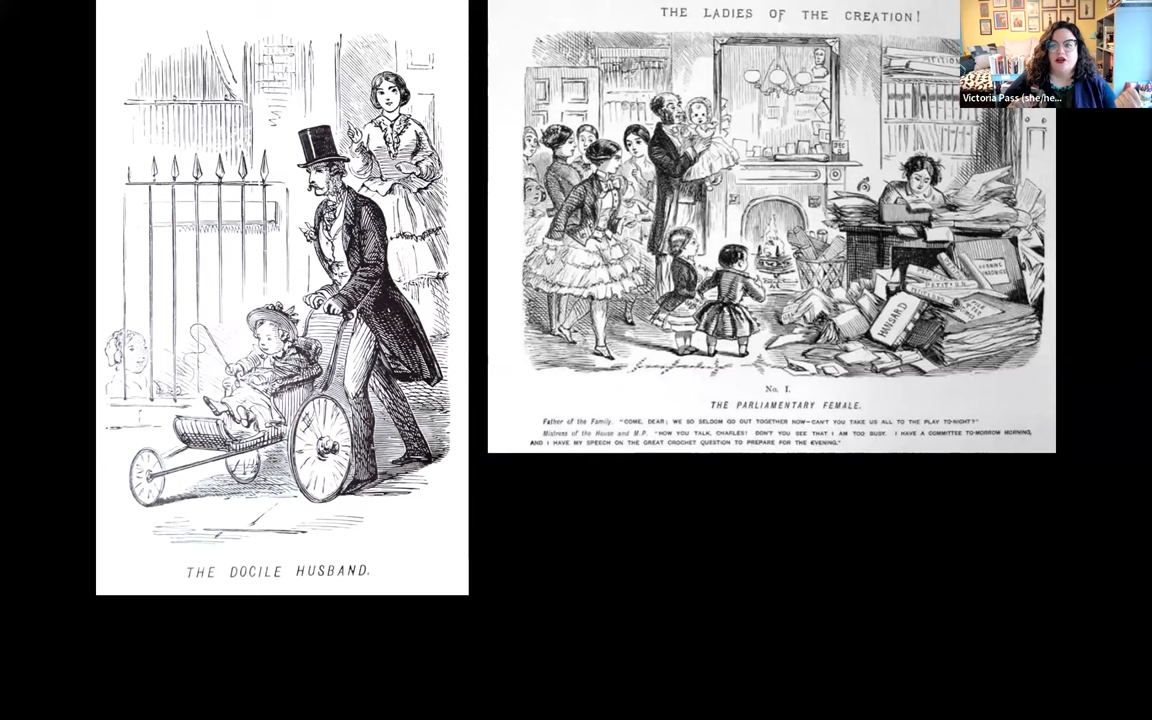 THE DOCILE HUSBAND.
THE LADIES OF THE CREATION!
PETITION
HANSARD
PETITION
No. I.
THE PARLIAMENTARY FEMALE.
Father of the Family. "COME, DEAR; WE SO SELDOM GO OUT TOGETHER NOW—CAN'T YOU TAKE US ALL TO THE PLAY TO-NIGHT?"
Mistress of the House and M.P. "HOW YOU TALK, CHARLES! DON'T YOU SEE THAT I AM TOO BUSY. I HAVE A COMMITTEE TO-MORROW MORNING,
AND I HAVE MY SPEECH ON THE GREAT CROCHET QUESTION TO PREPARE FOR THE EVENING."
Victoria Pass (she/he...